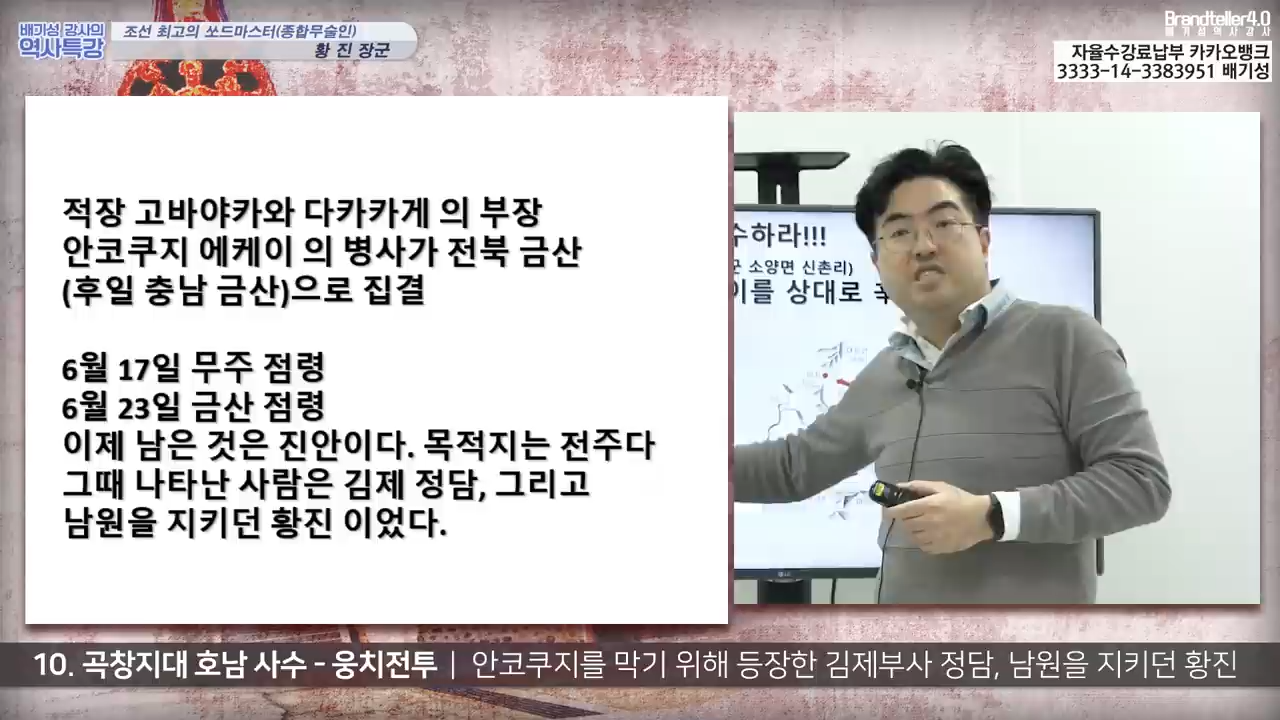 배기성 강사의
역사특강
조선 최고의 쏘드마스터(종합무술인)
황 진 장군
Brandteller4.0
배기성역사강사
자율수강료납부 카카오뱅크
3333-14-3383951 배기성
적장 고바야카와 다카카게 의 부장
안코쿠지 에케이 의 병사가 전북 금산
(후일 충남 금산)으로 집결
6월 17일 무주 점령
6월 23일 금산 점령
이제 남은 것은 진안이다. 목적지는 전주다
그때 나타난 사람은 김제 정담, 그리고
남원을 지키던 황진 이었다.
수하라!!!
군 소양면 신촌리)
이를 상대로
LG
10. 곡창지대 호남 사수 - 웅치전투 | 안코쿠지를 막기 위해 등장한 김제부사 정담, 남원을 지키던 황진